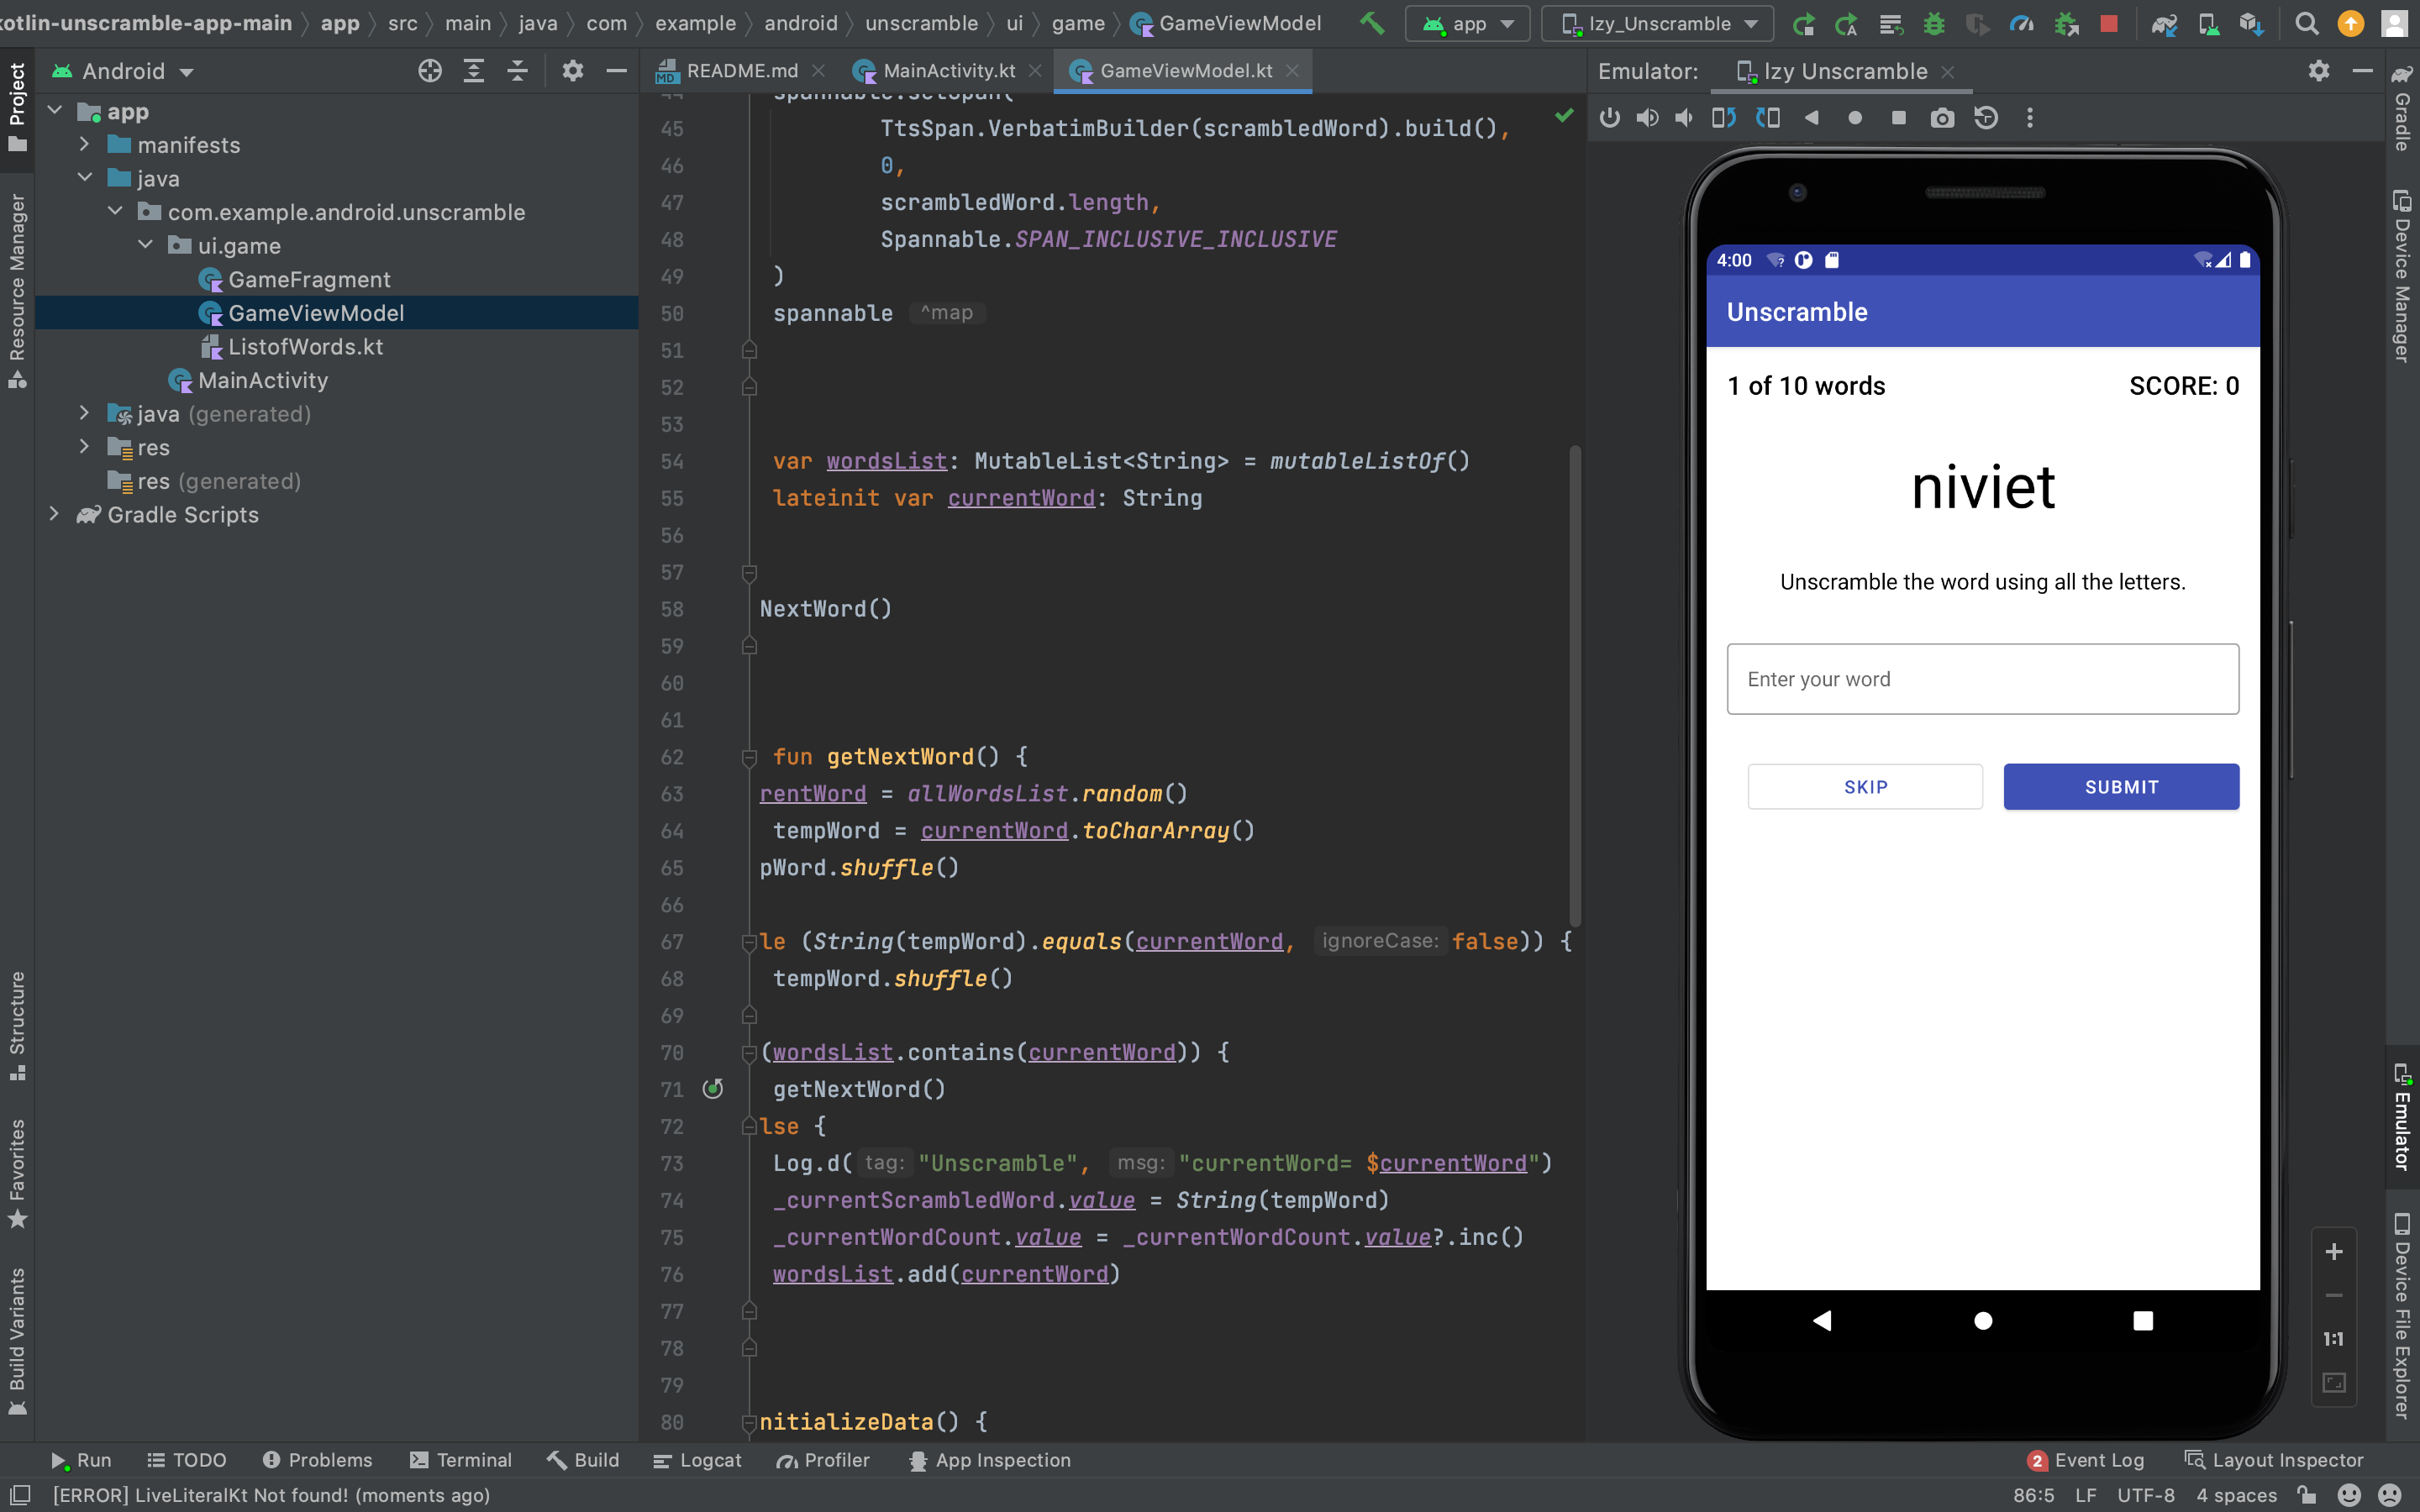 otlin-unscramble-app-main app src main java com example android unscramble ui game GameViewModel app Izy_Unscramble
Project
Android
README.md MainActivity.kt GameViewModel.kt
Emulator: Izy Unscramble
app
manifests
java
com.example.android.unscramble
ui.game
GameFragment
GameViewModel
ListofWords.kt
MainActivity
java (generated)
res
res (generated)
Gradle Scripts
Resource Manager
Structure
Favorites
Build Variants
44 spannable.setSpan(
45 TtsSpan.VerbatimBuilder(scrambledWord).build(),
46 0,
47 scrambledWord.length,
48 Spannable.SPAN_INCLUSIVE_INCLUSIVE
49 )
50 spannable ^map
51
52
53
54 var wordsList: MutableList<String> = mutableListOf()
55 lateinit var currentWord: String
56
57
58 NextWord()
59
60
61
62 fun getNextWord() {
63 rentWord = allWordsList.random()
64 tempWord = currentWord.toCharArray()
65 pWord.shuffle()
66
67 le (String(tempWord).equals(currentWord, ignoreCase: false)) {
68 tempWord.shuffle()
69
70 (wordsList.contains(currentWord)) {
71 getNextWord()
72 lse {
73 Log.d( tag: "Unscramble", msg: "currentWord= $currentWord")
74 _currentScrambledWord.value = String(tempWord)
75 _currentWordCount.value = _currentWordCount.value?.inc()
76 wordsList.add(currentWord)
77
78
79
80 nitializeData() {
4:00
Unscramble
1 of 10 words SCORE: 0
niviet
Unscramble the word using all the letters.
Enter your word
SKIP SUBMIT
1:1
Gradle
Device Manager
Emulator
Device File Explorer
Run TODO Problems Terminal Build Logcat Profiler App Inspection 2 Event Log Layout Inspector
[ERROR] LiveLiteralKt Not found! (moments ago) 86:5 LF UTF-8 4 spaces